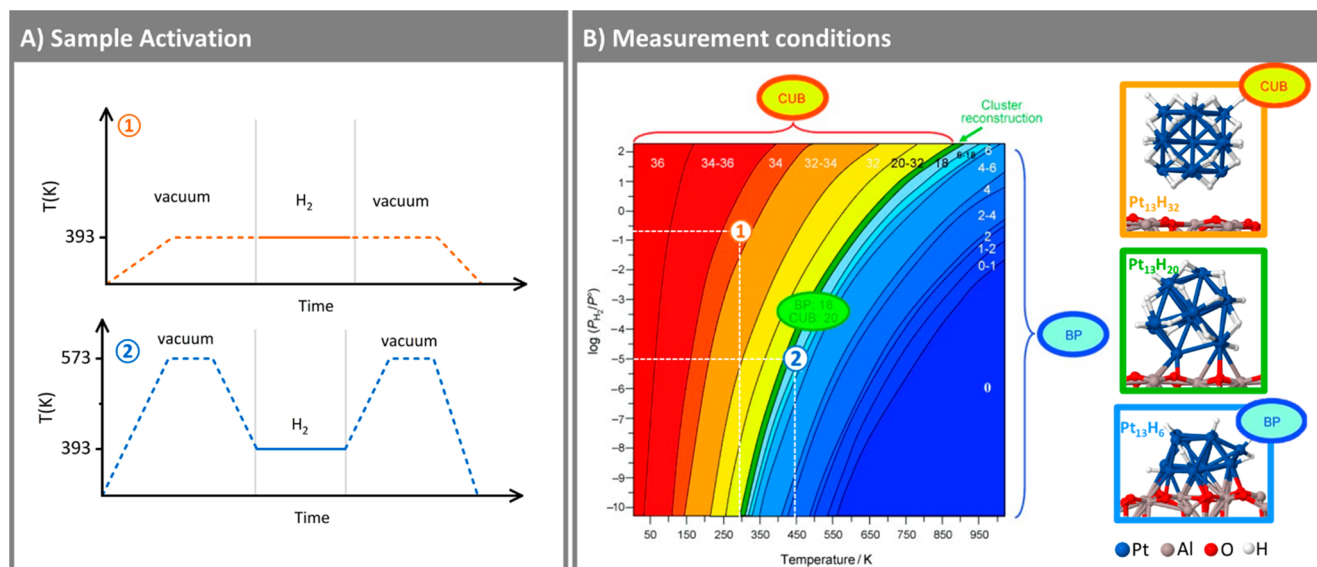 A) Sample Activation
①
T(K)
vacuum
H2
vacuum
393
Time
②
T(K)
vacuum
vacuum
573
H2
393
Time
B) Measurement conditions
CUB
Cluster
reconstruction
log (PH2/P°)
2
1
0
−1
−2
−3
−4
−5
−6
−7
−8
−9
−10
36
34-36
34
32-34
32
20-32
18
6-18
6
4-6
4
2-4
2
1-2
0-1
0
1
BP: 18
CUB: 20
2
50
150
250
350
450
550
650
750
850
950
Temperature / K
BP
CUB
Pt13H32
Pt13H20
BP
Pt13H6
Pt
Al
O
H